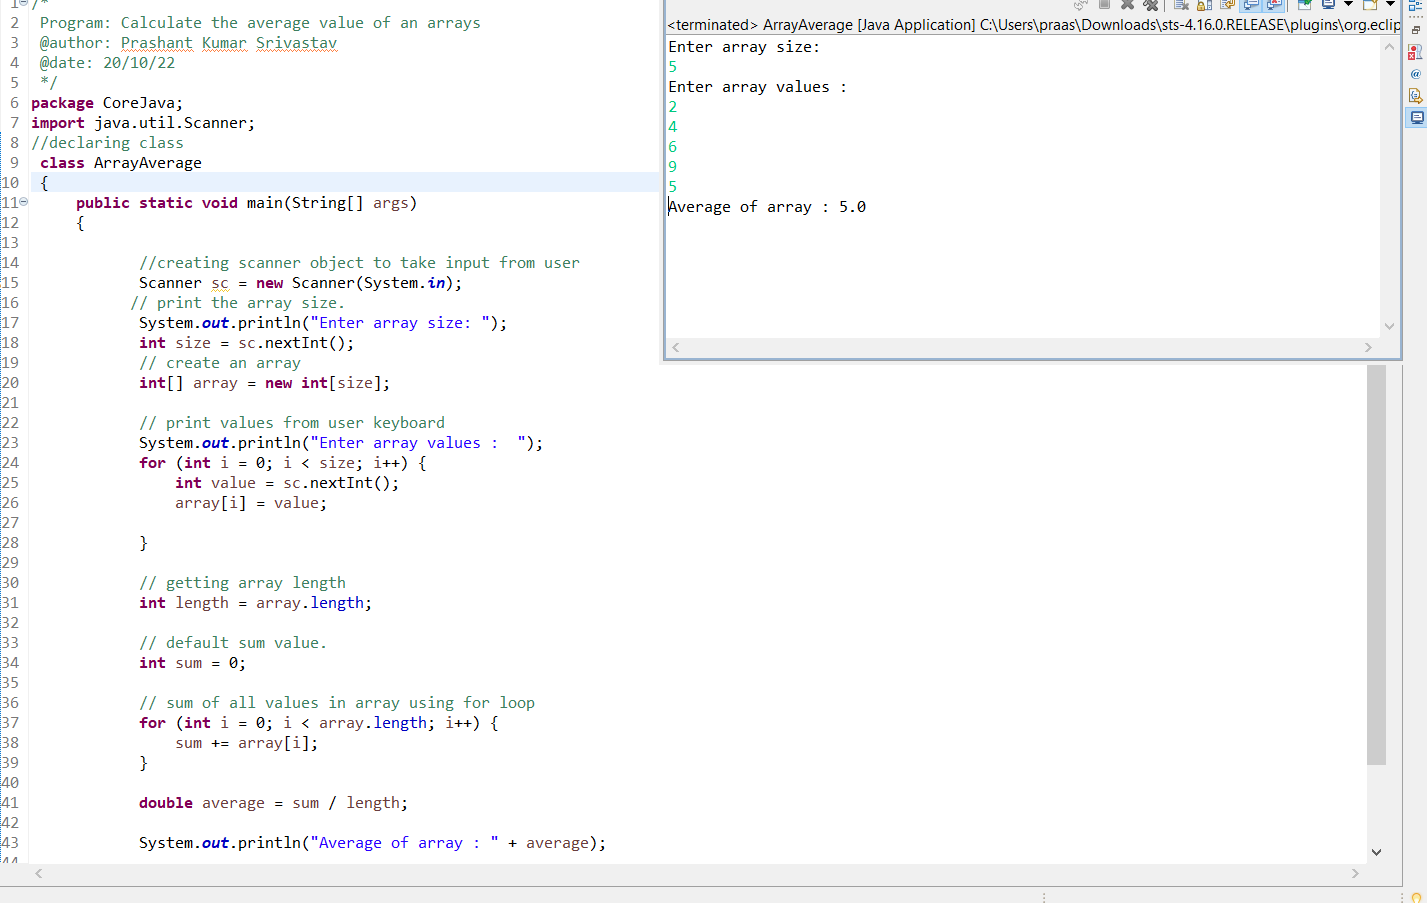 1 /*
2 Program: Calculate the average value of an arrays
3 @author: Prashant Kumar Srivastav
4 @date: 20/10/22
5 */
6 package CoreJava;
7 import java.util.Scanner;
8 //declaring class
9 class ArrayAverage
10 {
11 public static void main(String[] args)
12 {
13
14 //creating scanner object to take input from user
15 Scanner sc = new Scanner(System.in);
16 // print the array size.
17 System.out.println("Enter array size: ");
18 int size = sc.nextInt();
19 // create an array
20 int[] array = new int[size];
21
22 // print values from user keyboard
23 System.out.println("Enter array values :  ");
24 for (int i = 0; i < size; i++) {
25 int value = sc.nextInt();
26 array[i] = value;
27
28 }
29
30 // getting array length
31 int length = array.length;
32
33 // default sum value.
34 int sum = 0;
35
36 // sum of all values in array using for loop
37 for (int i = 0; i < array.length; i++) {
38 sum += array[i];
39 }
40
41 double average = sum / length;
42
43 System.out.println("Average of array : " + average);
44
<terminated> ArrayAverage [Java Application] C:\Users\praas\Downloads\sts-4.16.0.RELEASE\plugins\org.eclip
Enter array size:
5
Enter array values :
2
4
6
9
5
Average of array : 5.0